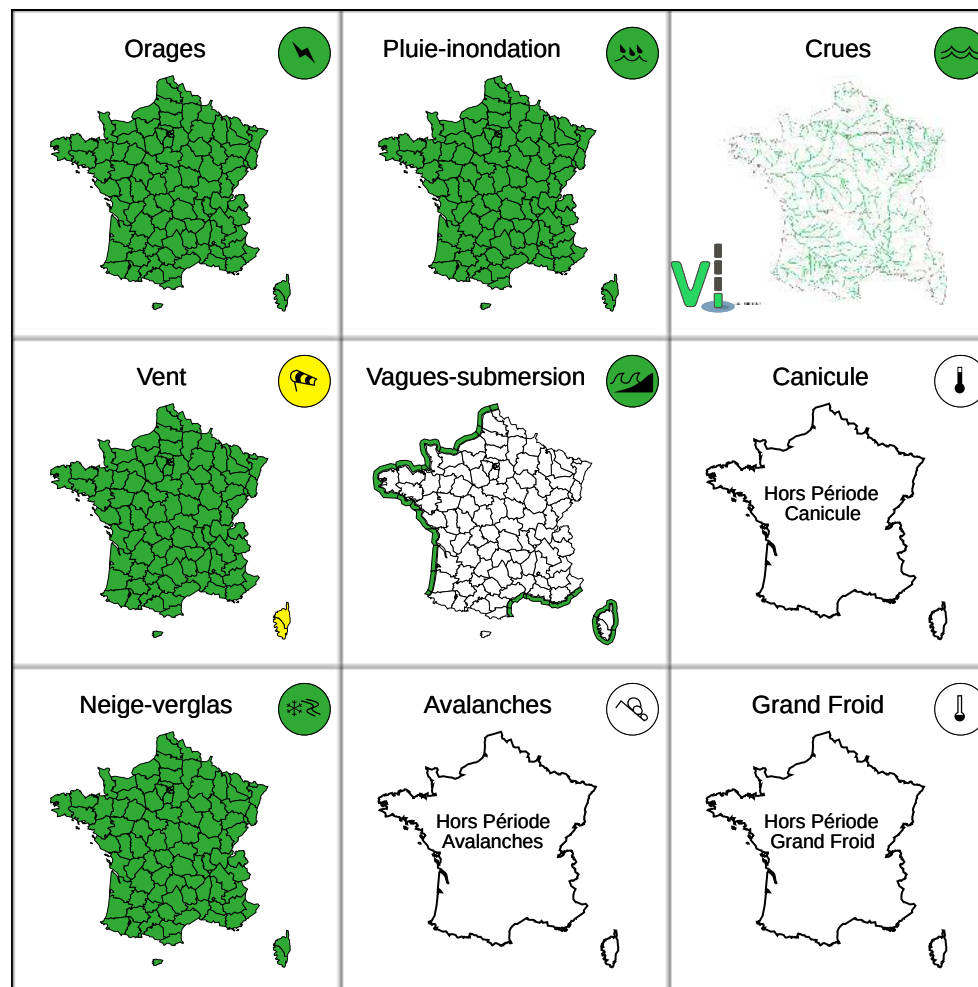 Orages
Pluie-inondation
Crues
Vi
Vent
Vagues-submersion
Canicule
Hors Période
Canicule
Neige-verglas
Avalanches
Hors Période
Avalanches
Grand Froid
Hors Période
Grand Froid